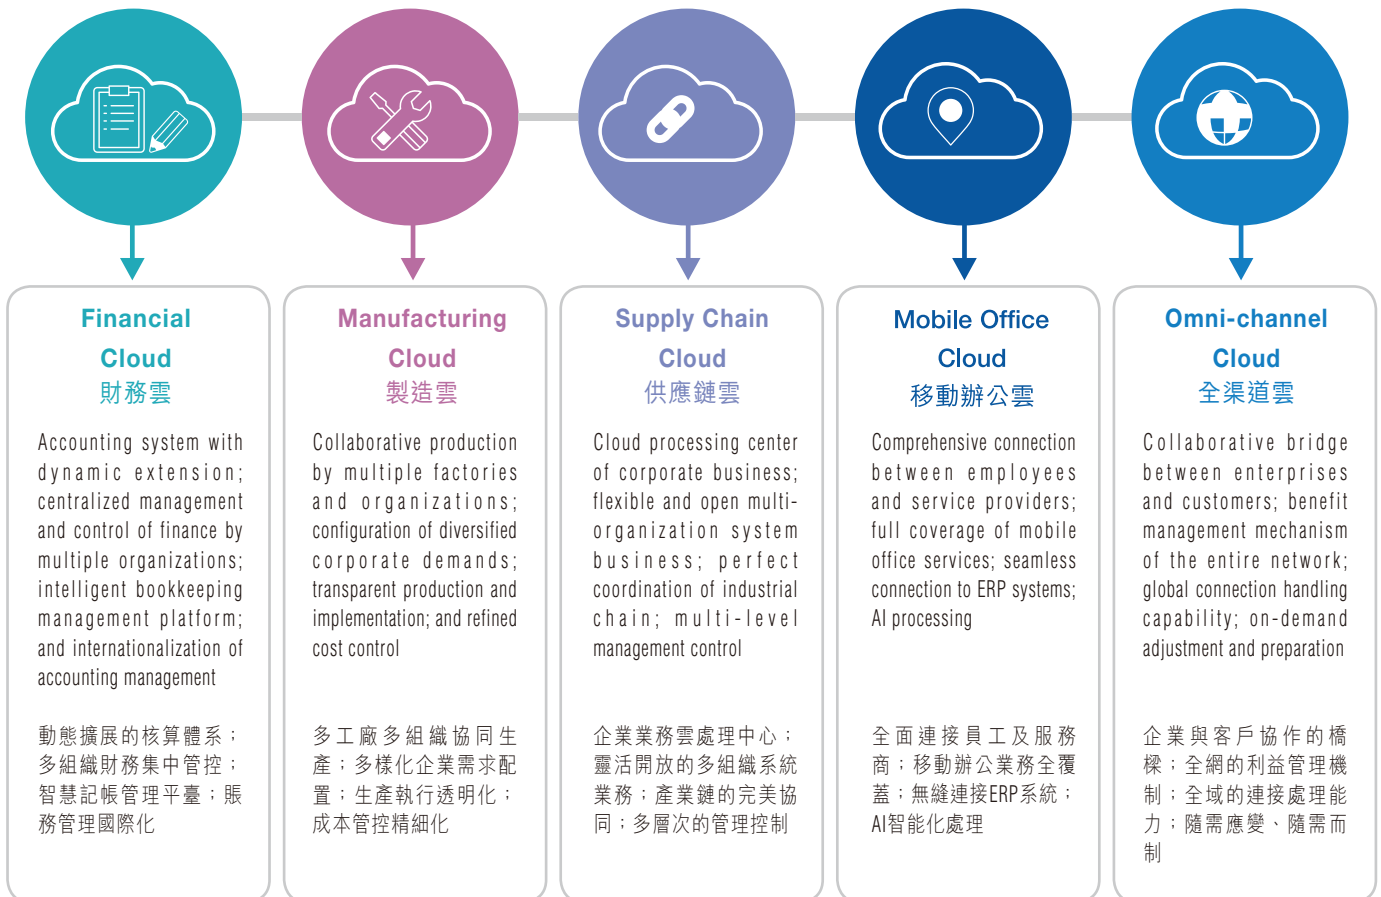 Financial
Cloud
財務雲
Accounting system with
dynamic extension;
centralized management
and control of finance by
multiple organizations;
intelligent bookkeeping
management platform;
and internationalization of
accounting management
動態擴展的核算體系；
多組織財務集中管控；
智慧記帳管理平臺；賬
務管理國際化
Manufacturing
Cloud
製造雲
Collaborative production
by multiple factories
and organizations;
configuration of diversified
corporate demands;
transparent production and
implementation; and refined
cost control
多工廠多組織協同生
產；多樣化企業需求配
置；生產執行透明化；
成本管控精細化
Supply Chain
Cloud
供應鏈雲
Cloud processing center
of corporate business;
flexible and open multi-
organization system
business; perfect
coordination of industrial
chain; multi-level
management control
企業業務雲處理中心；
靈活開放的多組織系統
業務；產業鏈的完美協
同；多層次的管理控制
Mobile Office
Cloud
移動辦公雲
Comprehensive connection
between employees
and service providers;
full coverage of mobile
office services; seamless
connection to ERP systems;
AI processing
全面連接員工及服務
商；移動辦公業務全覆
蓋；無縫連接ERP系統；
AI智能化處理
Omni-channel
Cloud
全渠道雲
Collaborative bridge
between enterprises
and customers; benefit
management mechanism
of the entire network;
global connection handling
capability; on-demand
adjustment and preparation
企業與客戶協作的橋
樑；全網的利益管理機
制；全域的連接處理能
力；隨需應變、隨需而
制